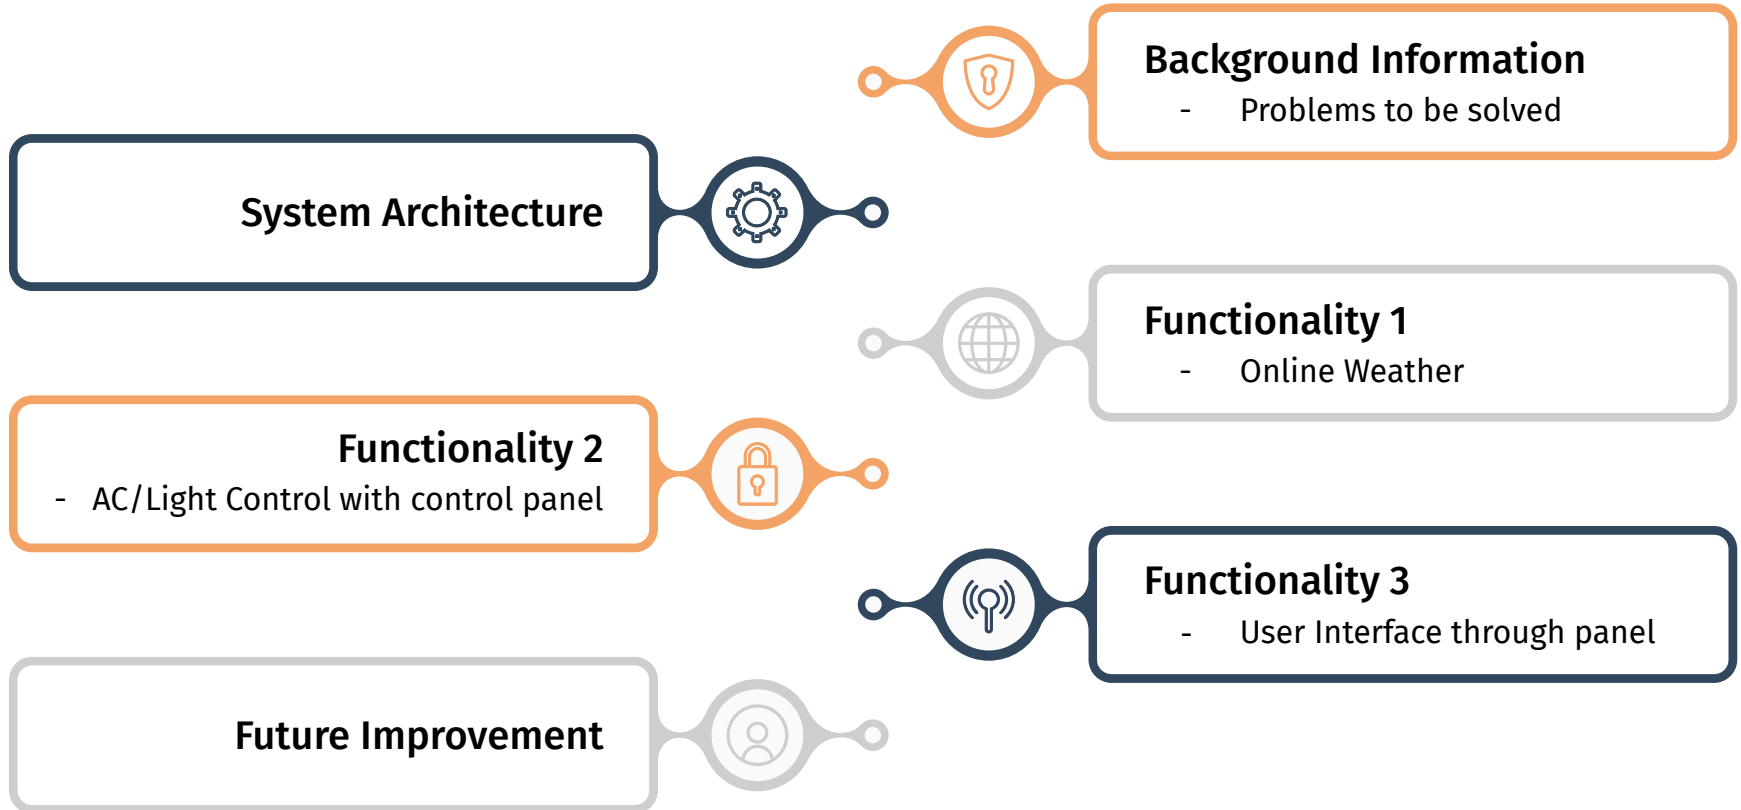 Background Information
- Problems to be solved
System Architecture
Functionality 1
- Online Weather
Functionality 2
- AC/Light Control with control panel
Functionality 3
- User Interface through panel
Future Improvement